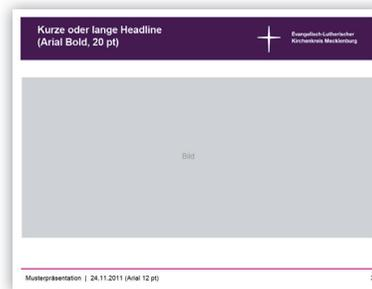 Kurze oder lange Headline
(Arial Bold, 20 pt)
Evangelisch-Lutherischer
Kirchenkreis Mecklenburg
Bild
Musterpräsentation | 24.11.2011 (Arial 12 pt)